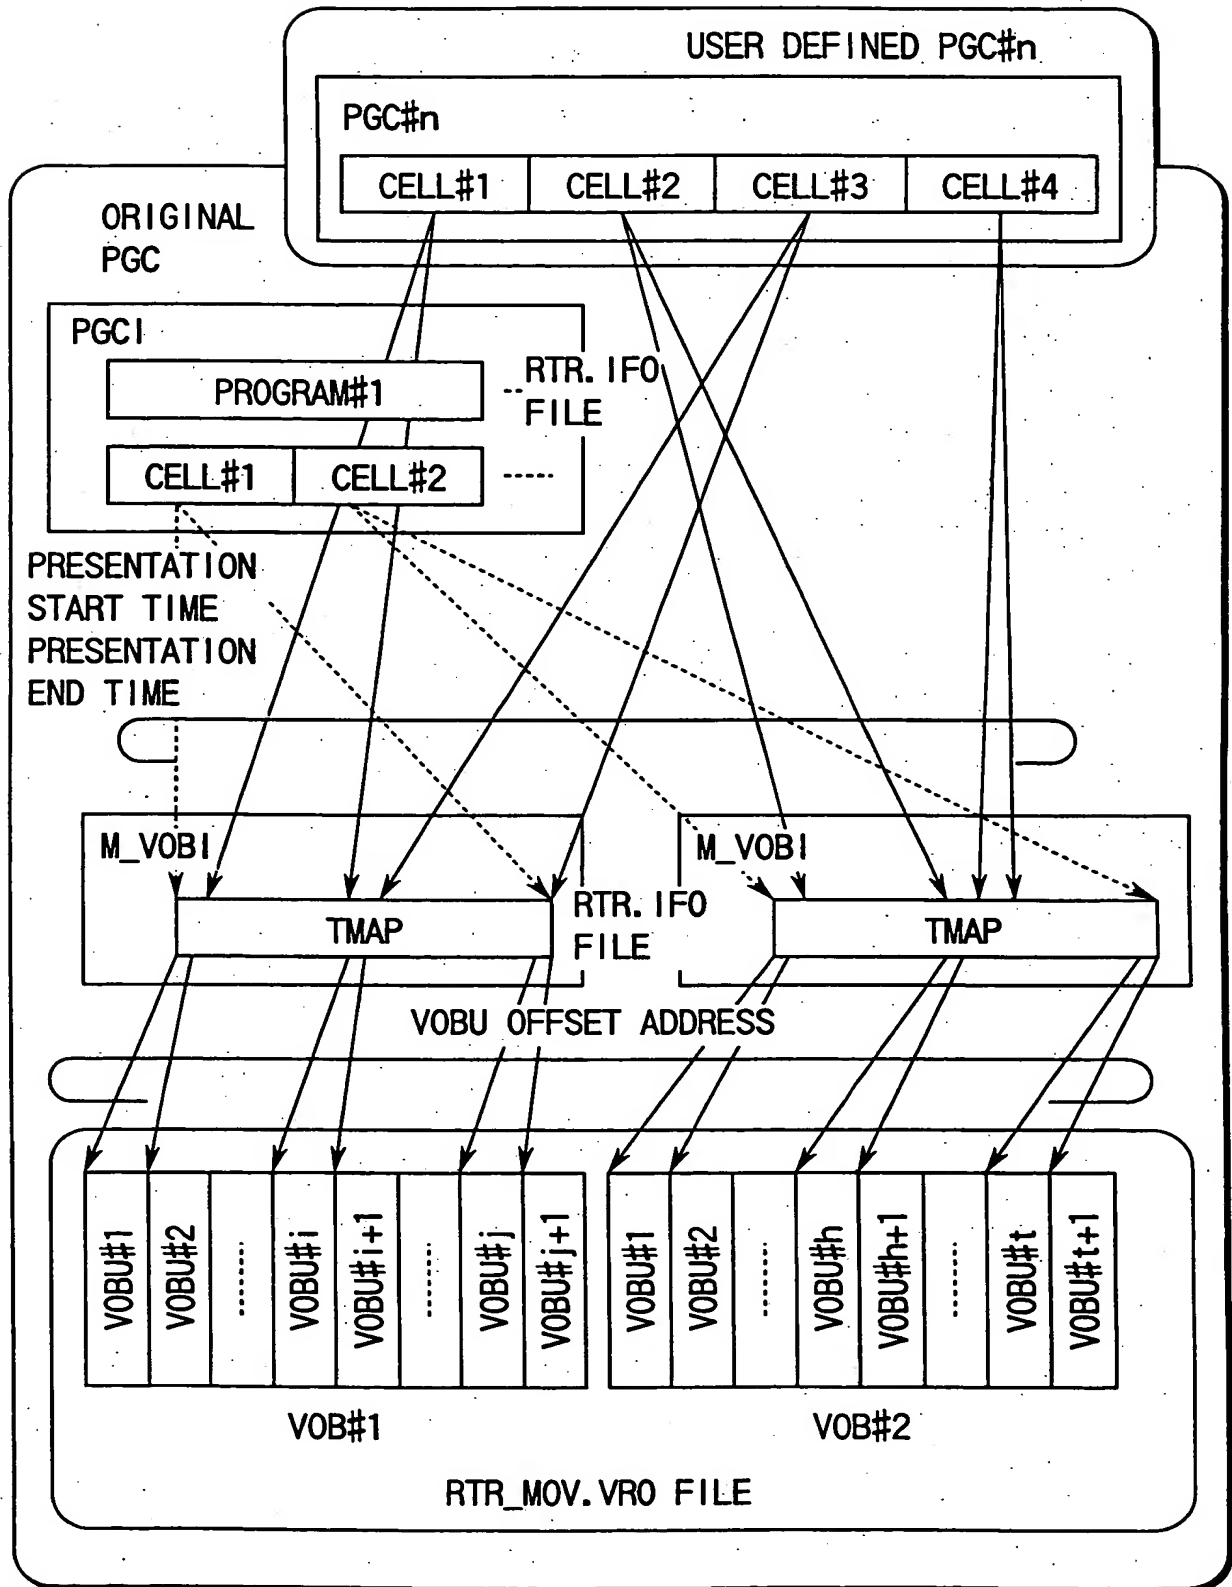 USER DEFINED PGC#n
PGC#n
CELL#1 CELL#2 CELL#3 CELL#4
ORIGINAL
PGC
PGCI
PROGRAM#1
RTR.IFO
FILE
CELL#1 CELL#2
PRESENTATION
START TIME
PRESENTATION
END TIME
M_VOBI
TMAP
RTR.IFO
FILE
M_VOBI
TMAP
VOBU OFFSET ADDRESS
VOBU#1
VOBU#2
VOBU#i
VOBU#i+1
VOBU#j
VOBU#j+1
VOBU#1
VOBU#2
VOBU#h
VOBU#h+1
VOBU#t
VOBU#t+1
VOB#1
VOB#2
RTR_MOV.VRO FILE